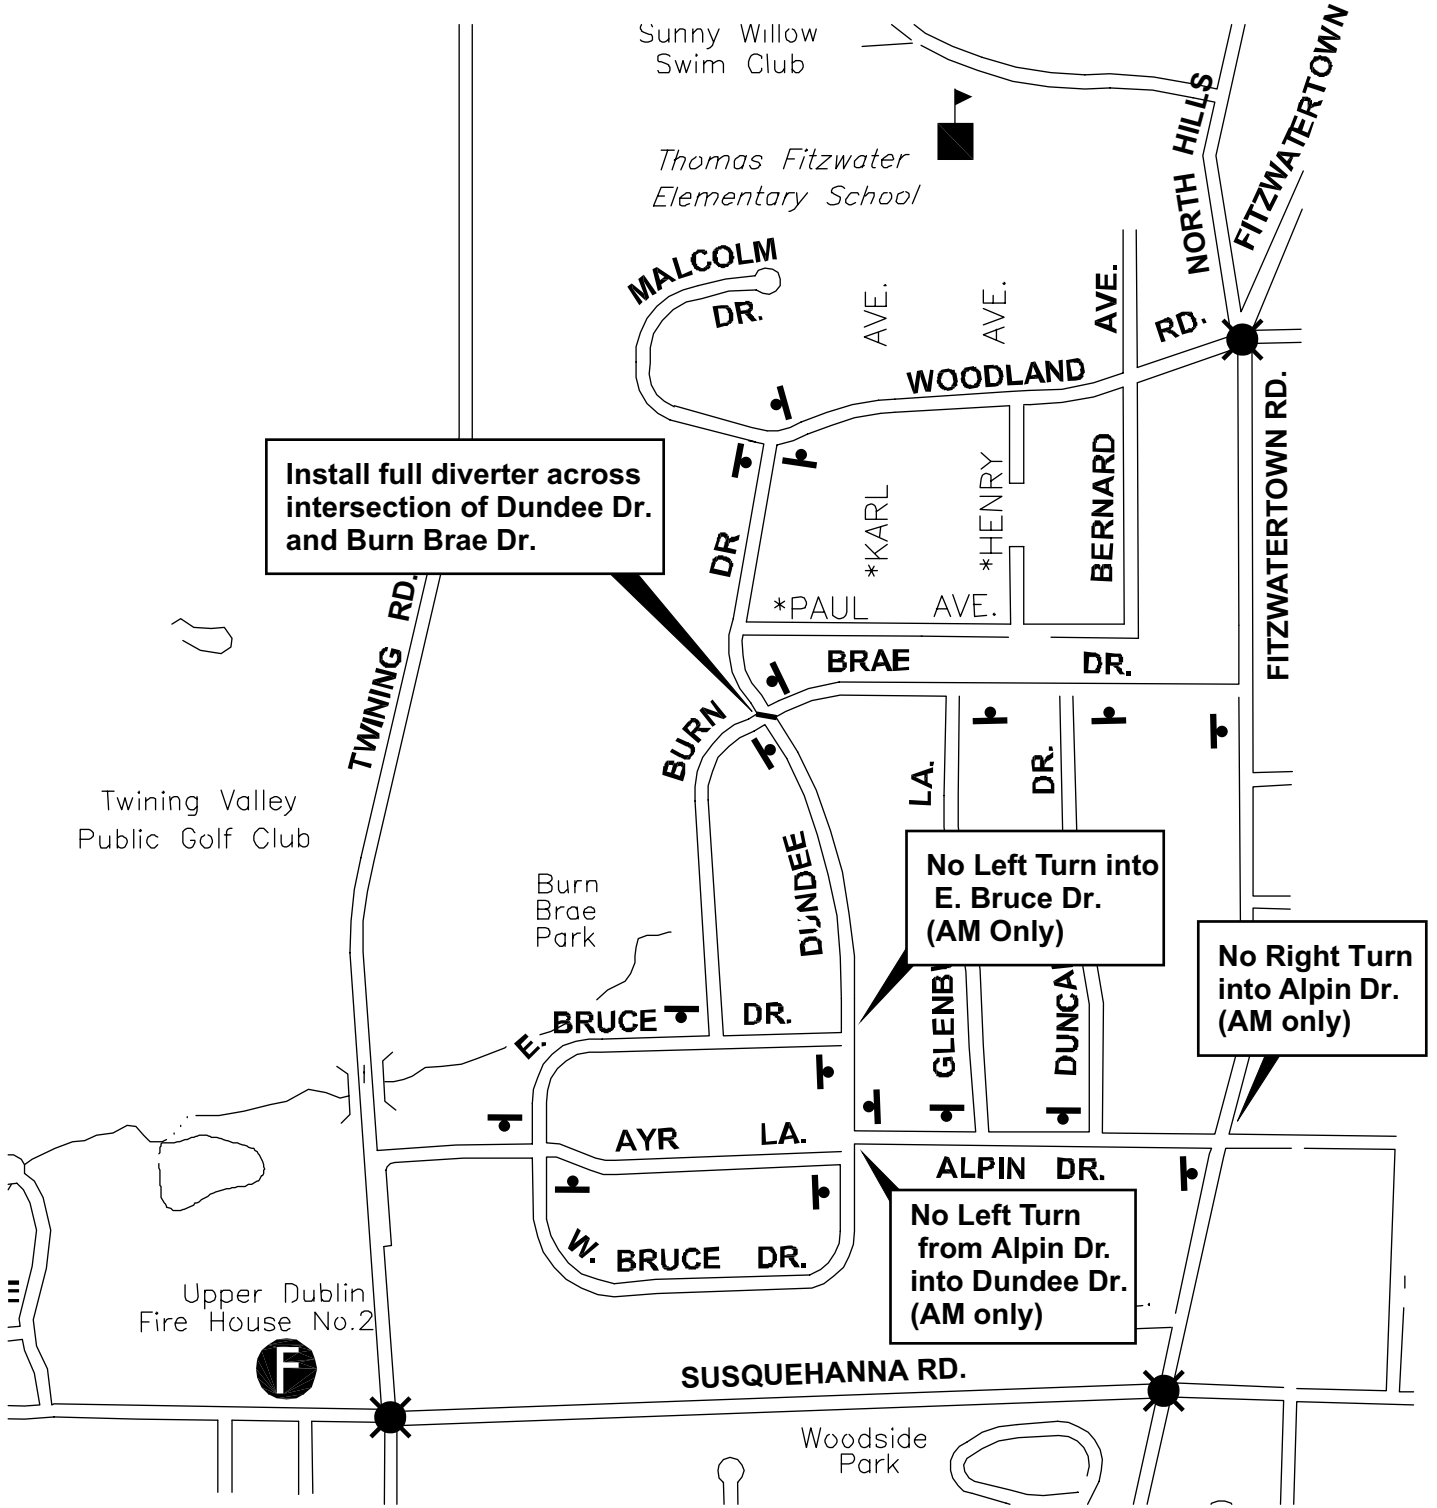 Sunny Willow
Swim Club
Thomas Fitzwater
Elementary School
NORTH HILLS
FITZWATERTOWN
MALCOLM
DR.
AVE.
AVE.
AVE.
RD.
WOODLAND
Install full diverter across
intersection of Dundee Dr.
and Burn Brae Dr.
DR
*KARL
*HENRY
BERNARD
FITZWATERTOWN RD.
*PAUL AVE.
TWINING RD.
BRAE DR.
BURN
LA.
DR.
Twining Valley
Public Golf Club
Burn
Brae
Park
DUNDEE
No Left Turn into
E. Bruce Dr.
(AM Only)
No Right Turn
into Alpin Dr.
(AM only)
E. BRUCE DR.
AYR LA.
ALPIN DR.
No Left Turn
from Alpin Dr.
into Dundee Dr.
(AM only)
W. BRUCE DR.
Upper Dublin
Fire House No.2
F
SUSQUEHANNA RD.
Woodside
Park